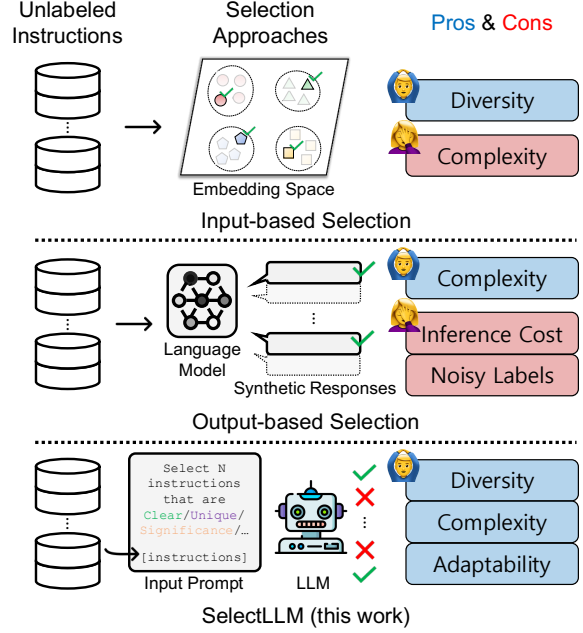 Unlabeled
Instructions
Selection
Approaches
Pros & Cons
Embedding Space
Diversity
Complexity
Input-based Selection
Language
Model
Synthetic Responses
Complexity
Inference Cost
Noisy Labels
Output-based Selection
Select N
instructions
that are
Clear/Unique/
Significance/…
[instructions]
Input Prompt
LLM
Diversity
Complexity
Adaptability
SelectLLM (this work)